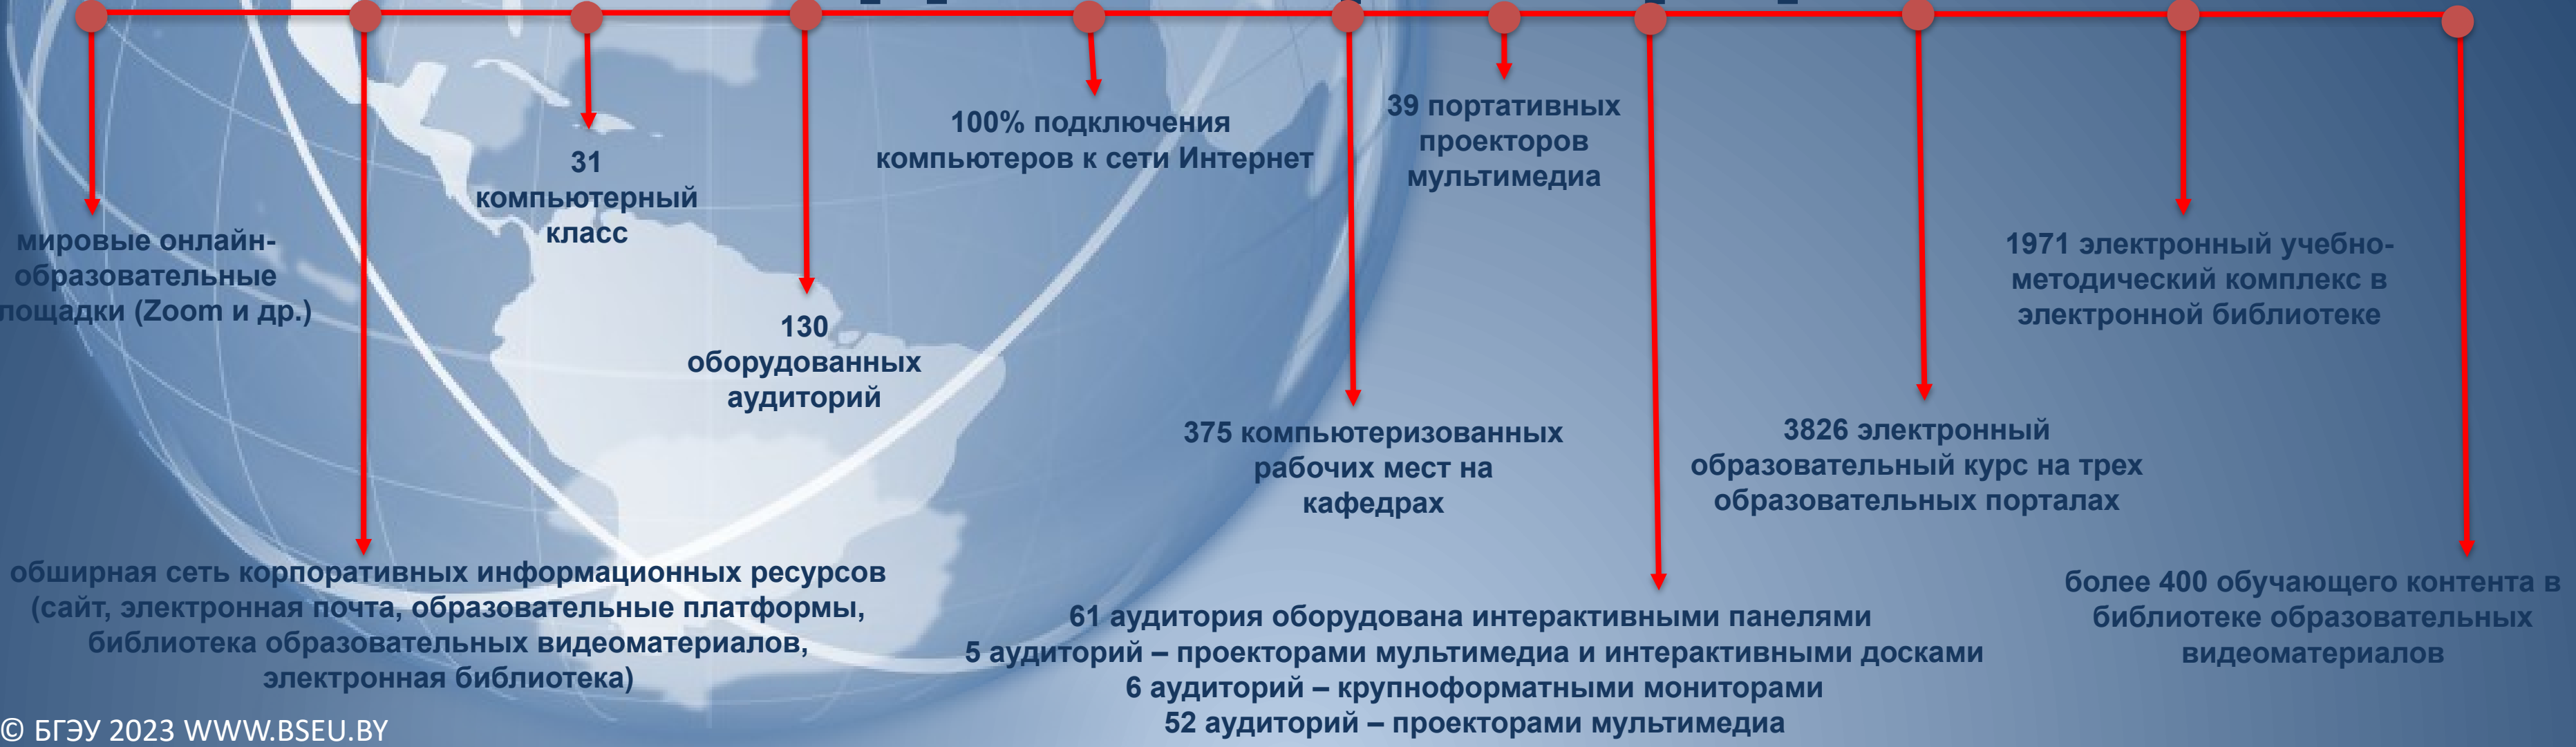 мировые онлайн-
образовательные
лощадки (Zoom и др.)
обширная сеть корпоративных информационных ресурсов
(сайт, электронная почта, образовательные платформы,
библиотека образовательных видеоматериалов,
электронная библиотека)
31
компьютерный
класс
130
оборудованных
аудиторий
100% подключения
компьютеров к сети Интернет
375 компьютеризованных
рабочих мест на
кафедрах
39 портативных
проекторов
мультимедиа
61 аудитория оборудована интерактивными панелями
5 аудиторий – проекторами мультимедиа и интерактивными досками
6 аудиторий – крупноформатными мониторами
52 аудиторий – проекторами мультимедиа
3826 электронный
образовательный курс на трех
образовательных порталах
1971 электронный учебно-
методический комплекс в
электронной библиотеке
более 400 обучающего контента в
библиотеке образовательных
видеоматериалов
© БГЭУ 2023 WWW.BSEU.BY